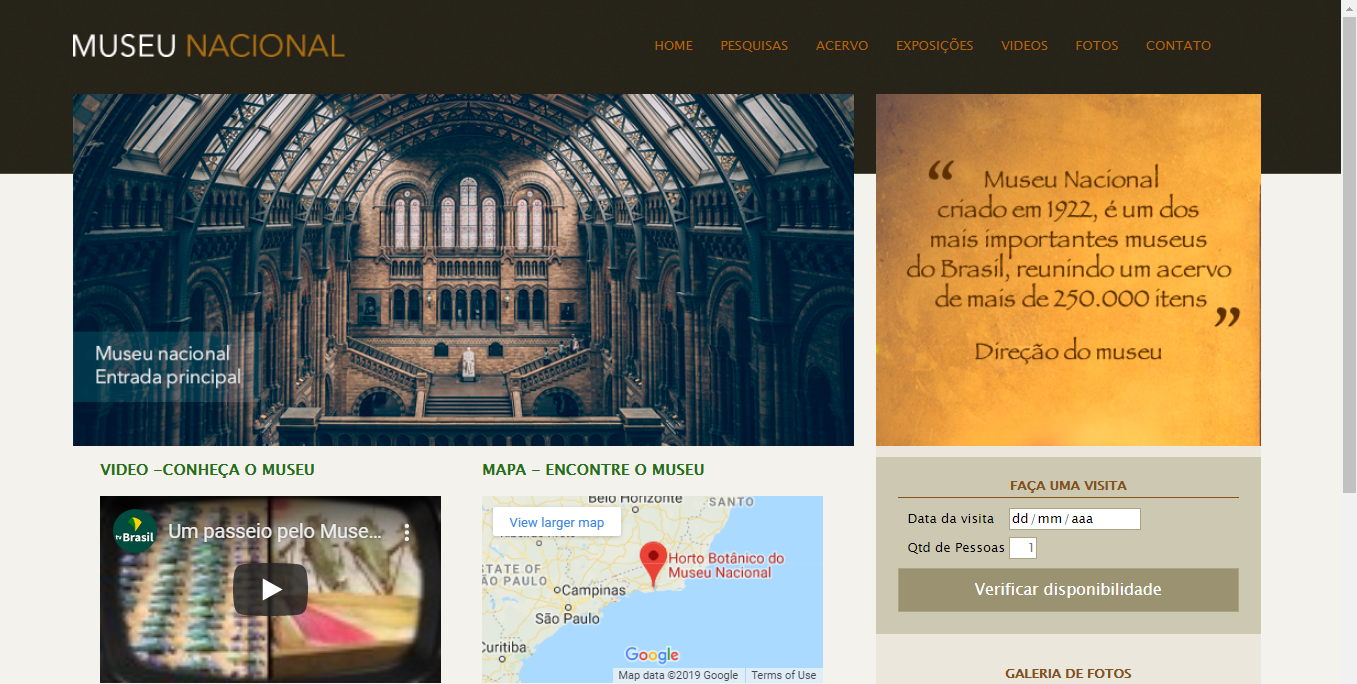 MUSEU NACIONAL
HOME PESQUISAS ACERVO EXPOSIÇÕES VIDEOS FOTOS CONTATO
Museu nacional
Entrada principal
“ Museu Nacional
criado em 1922, é um dos
mais importantes museus
do Brasil, reunindo um acervo
de mais de 250.000 itens ”
Direção do museu
VIDEO -CONHEÇA O MUSEU
tv Brasil
Um passeio pelo Muse...
MAPA - ENCONTRE O MUSEU
View larger map
Belo Horizonte
SANTO
STATE OF
SÃO PAULO
Horto Botânico do
Museu Nacional
Campinas
São Paulo
Curitiba
Google
Map data ©2019 Google Terms of Use
FAÇA UMA VISITA
Data da visita dd/mm/aaa
Qtd de Pessoas 1
Verificar disponibilidade
GALERIA DE FOTOS